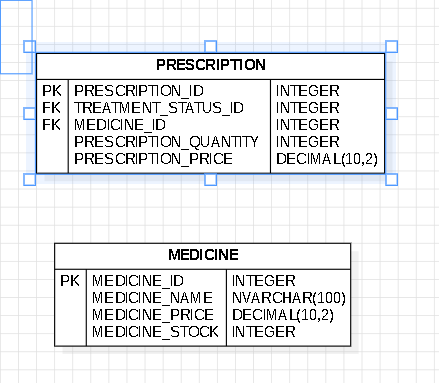 PRESCRIPTION
PK PRESCRIPTION_ID INTEGER
FK TREATMENT_STATUS_ID INTEGER
FK MEDICINE_ID INTEGER
PRESCRIPTION_QUANTITY INTEGER
PRESCRIPTION_PRICE DECIMAL(10,2)
MEDICINE
PK MEDICINE_ID INTEGER
MEDICINE_NAME NVARCHAR(100)
MEDICINE_PRICE DECIMAL(10,2)
MEDICINE_STOCK INTEGER